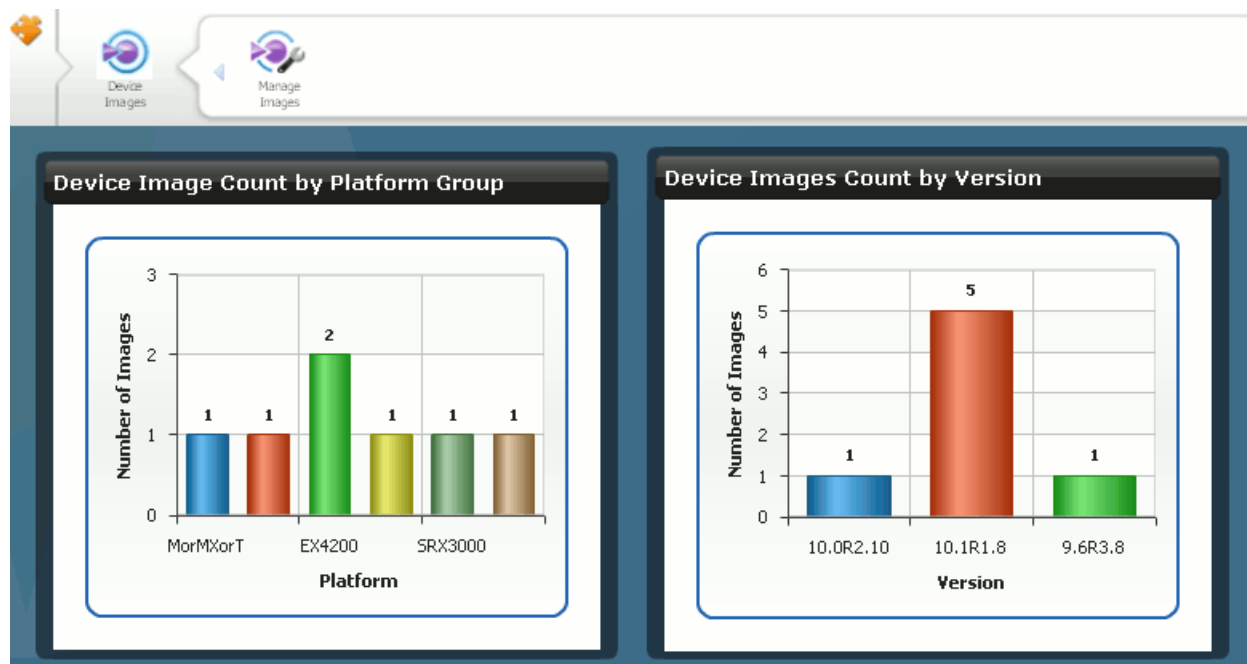 Device
Images
Manage
Images
Device Image Count by Platform Group
Number of Images
3
2
1
0
1
1
2
1
1
1
MorMXorT
EX4200
SRX3000
Platform
Device Images Count by Version
Number of Images
6
5
4
3
2
1
0
1
5
1
10.0R2.10
10.1R1.8
9.6R3.8
Version